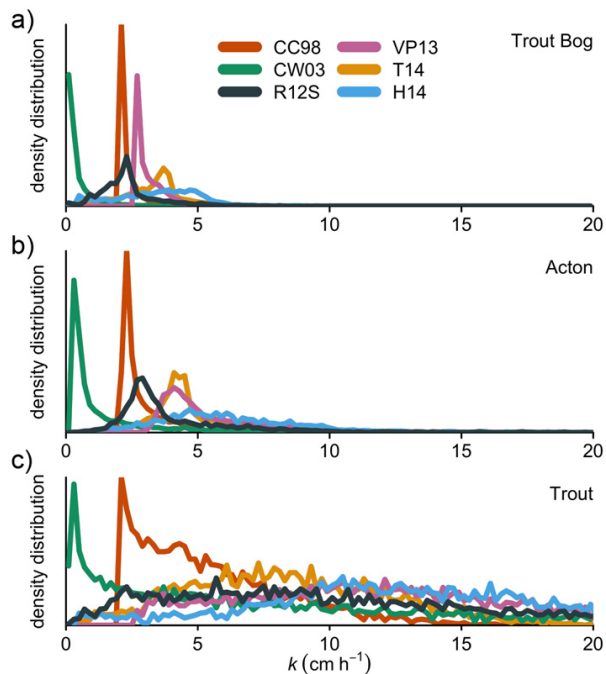 a)
Trout Bog
CC98 VP13
CW03 T14
R12S H14
density distribution
0 5 10 15 20
b)
Acton
density distribution
0 5 10 15 20
c)
Trout
density distribution
0 5 10 15 20
k (cm h⁻¹)